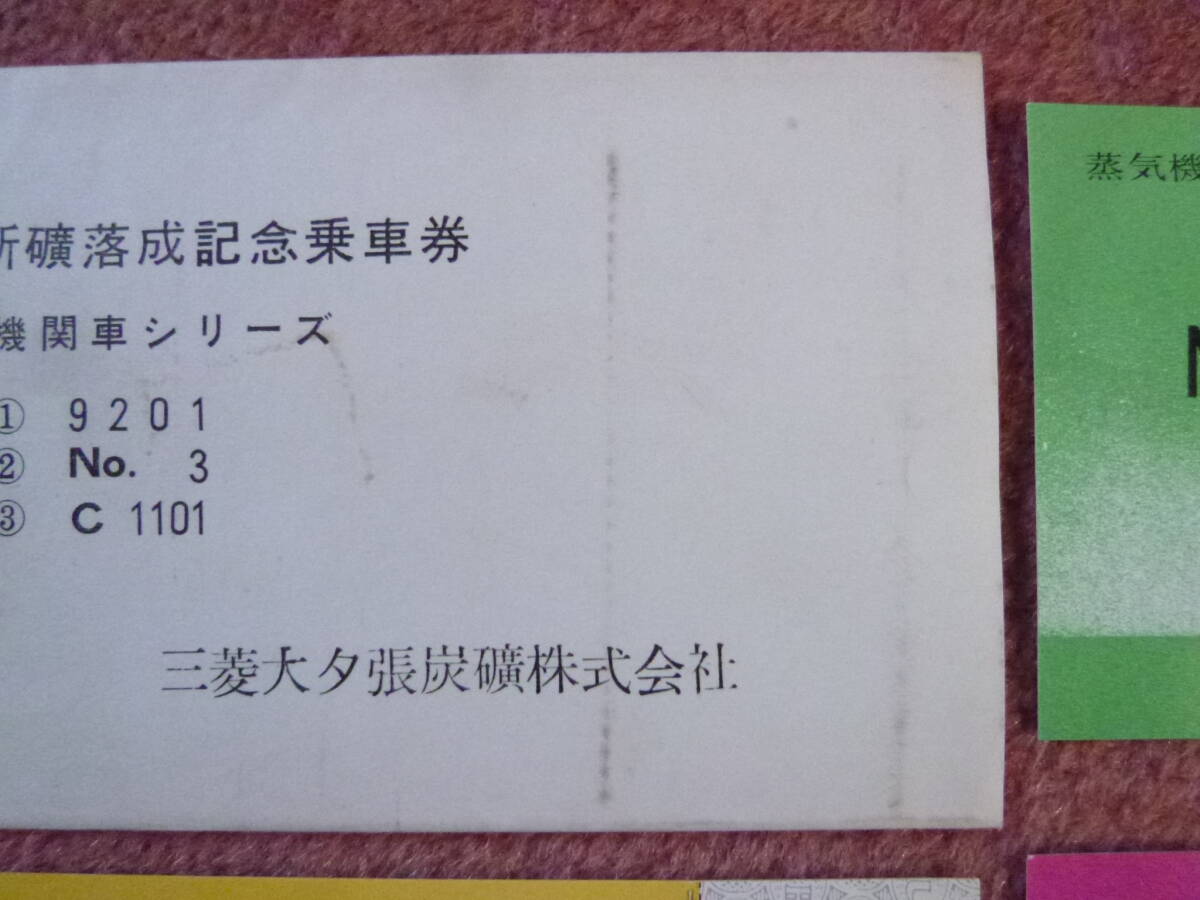 新礦落成記念乗車券
機関車シリーズ
① 9201
② No. 3
③ C 1101
三菱大夕張炭礦株式会社
蒸気機